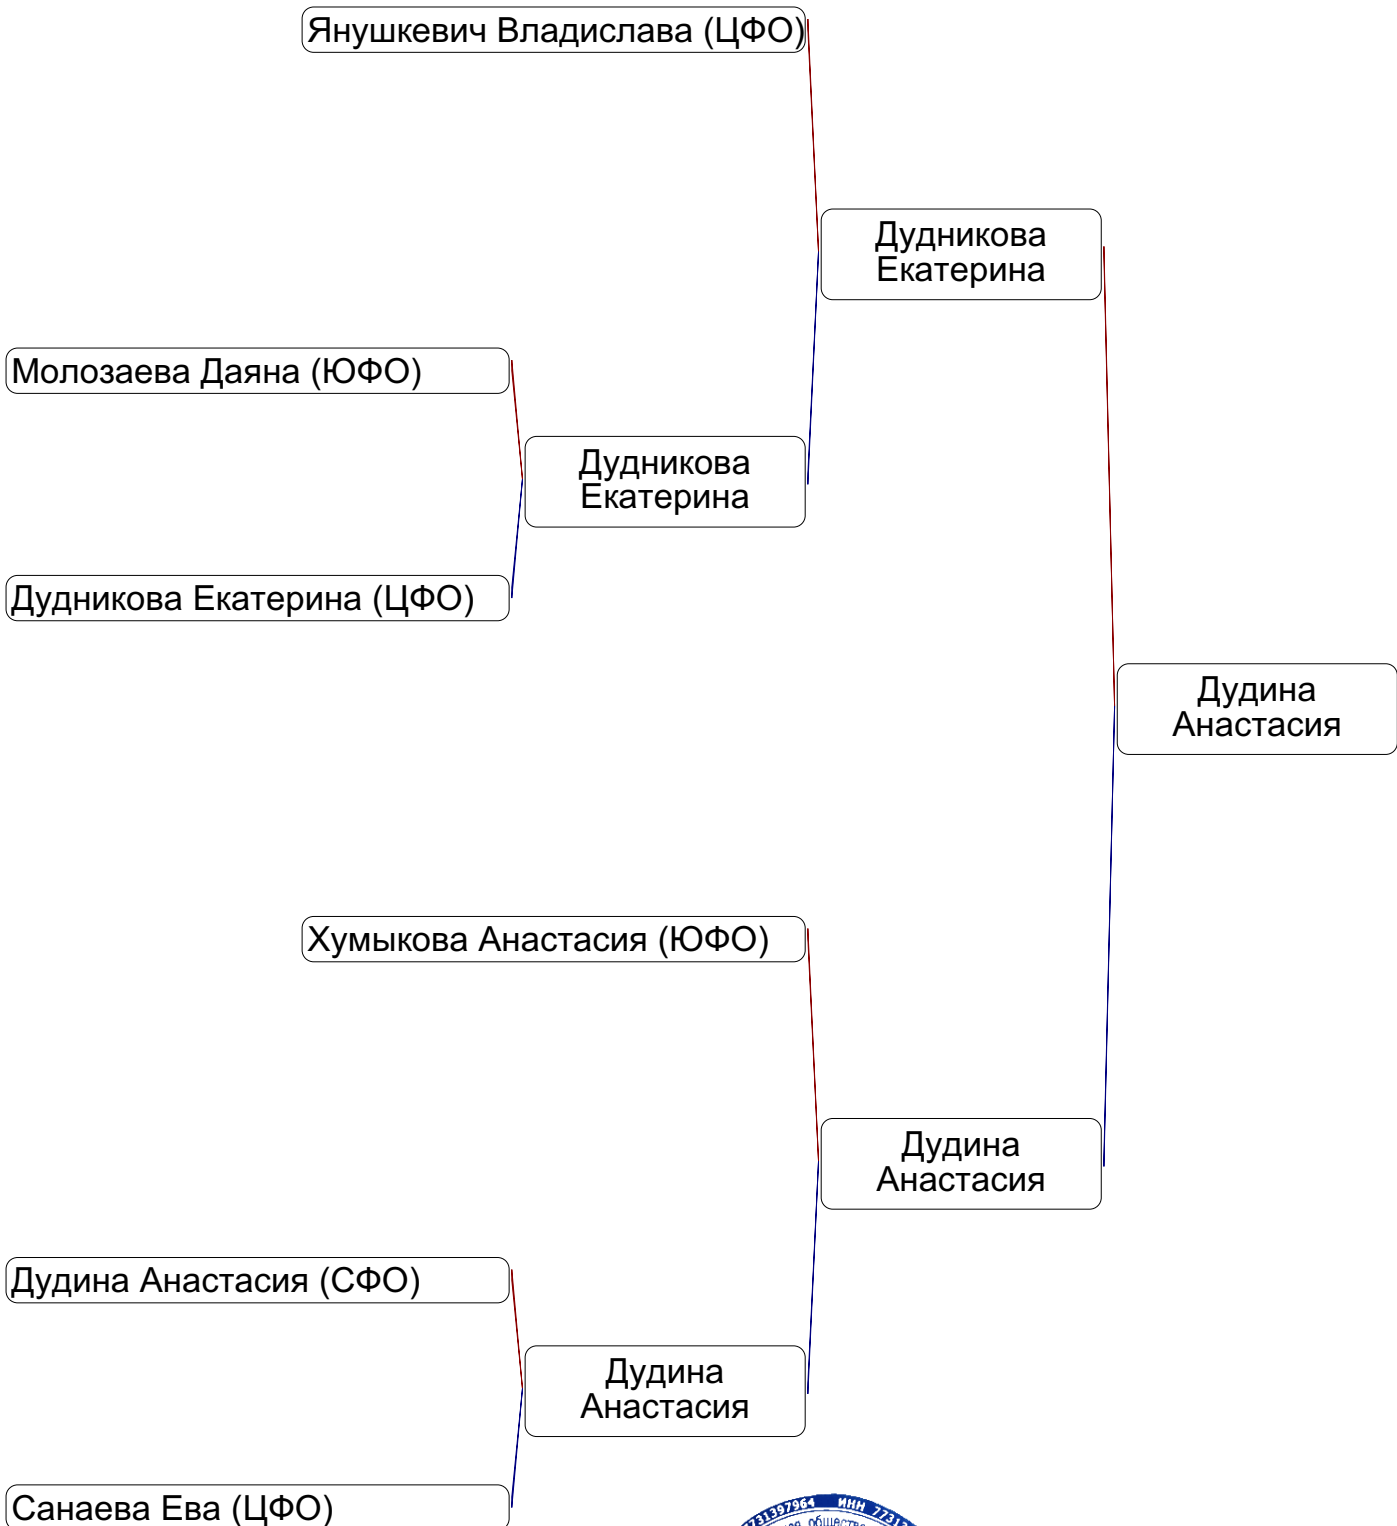 Янушкевич Владислава (ЦФО)
Дудникова
Екатерина
Молозаева Даяна (ЮФО)
Дудникова
Екатерина
Дудникова Екатерина (ЦФО)
Дудина
Анастасия
Хумыкова Анастасия (ЮФО)
Дудина
Анастасия
Дудина Анастасия (СФО)
Дудина
Анастасия
Санаева Ева (ЦФО)
ИНН